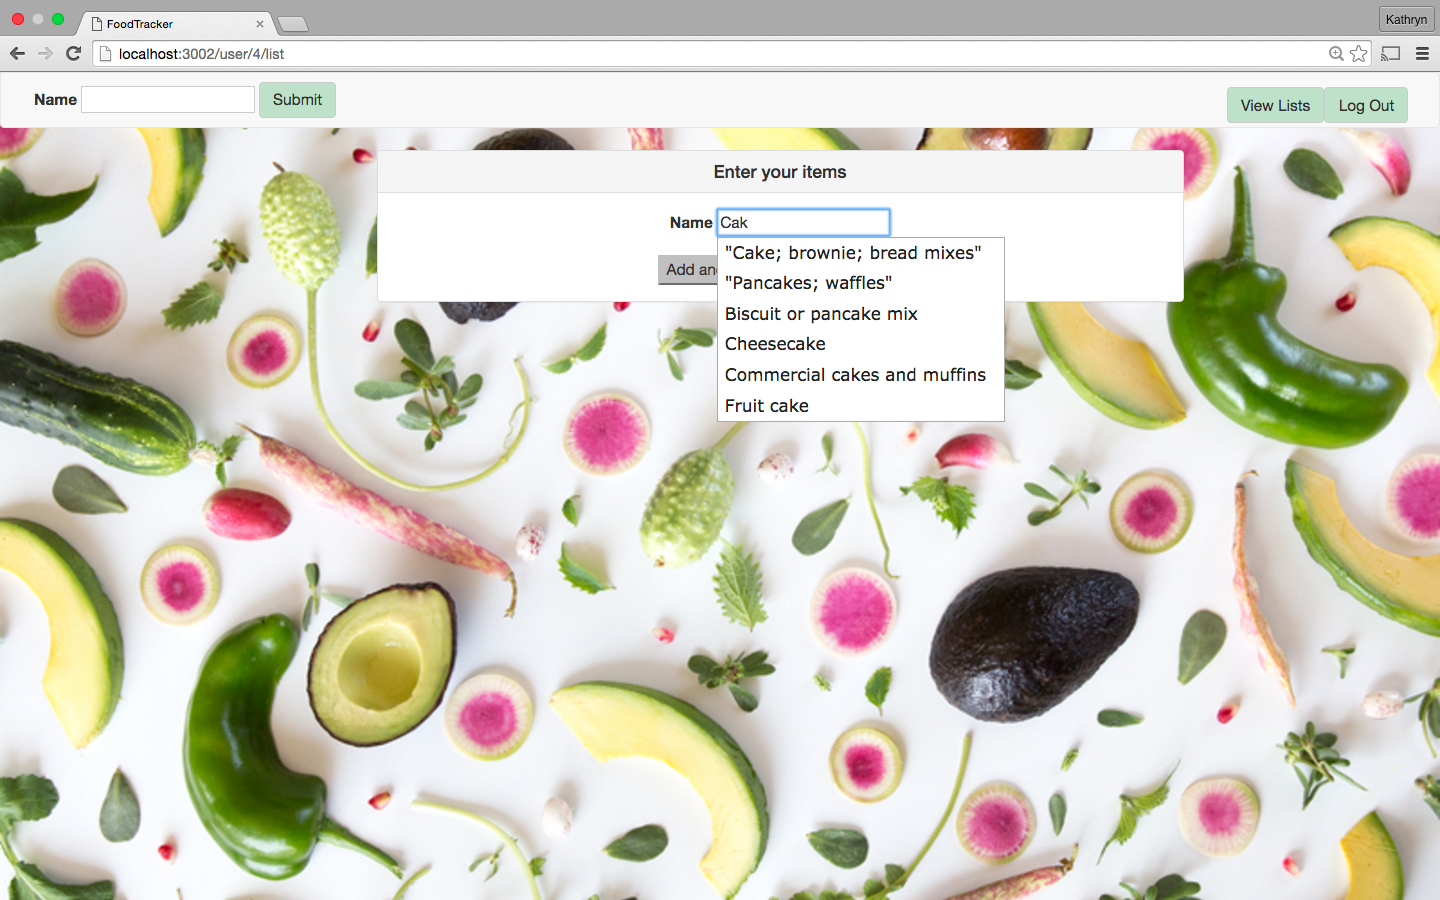 FoodTracker
Kathryn
localhost:3002/user/4/list
Name
Submit
View Lists
Log Out
Enter your items
Name Cak
Add an
"Cake; brownie; bread mixes"
"Pancakes; waffles"
Biscuit or pancake mix
Cheesecake
Commercial cakes and muffins
Fruit cake